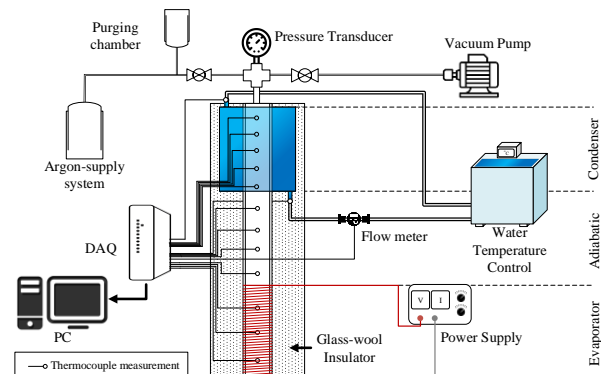 Purging
chamber
Pressure Transducer
Vacuum Pump
Argon-supply
system
Condenser
°C
DAQ
Flow meter
Water
Temperature
Control
Adiabatic
PC
V I
Glass-wool
Insulator
Power Supply
Evaporator
Thermocouple measurement